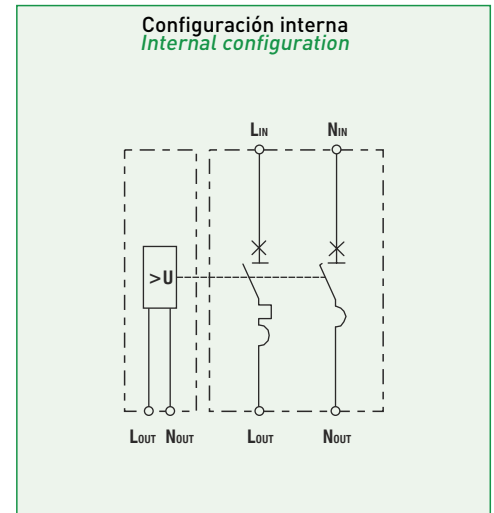 Configuración interna
Internal configuration
LIN NIN
>U
LOUT NOUT LOUT NOUT